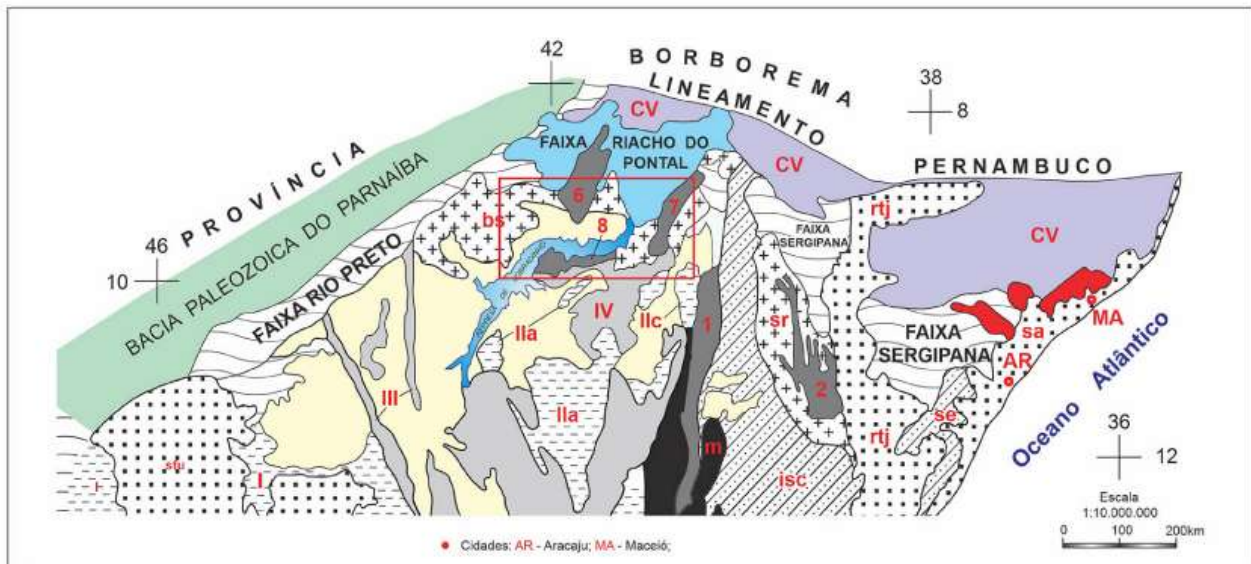 BORBOREMA
LINEAMENTO
PERNAMBUCO
PROVÍNCIA
BACIA PALEOZOICA DO PARNAÍBA
FAIXA RIO PRETO
42
38
8
46
10
36
12
CV
FAIXA
RIACHO DO
PONTAL
CV
rtj
CV
6
7
bs
8
FAIXA
SERGIPANA
IIa
IV
IIc
1
sr
2
FAIXA
SERGIPANA
sa
MA
AR
Oceano Atlântico
III
IIa
m
rtj
se
isc
sfu
I
I
Escala
1:10.000.000
0 100 200km
Cidades: AR - Aracaju; MA - Maceió;